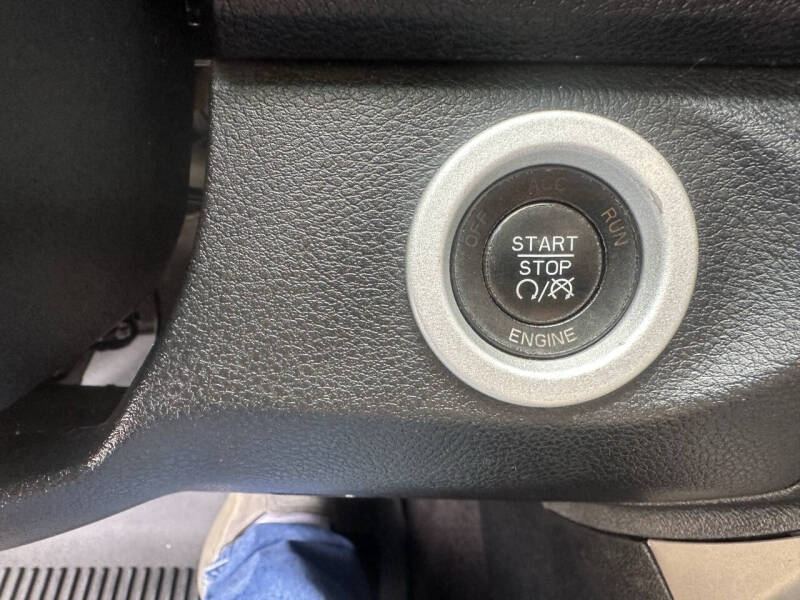 OFF ACC RUN
START
STOP
ENGINE